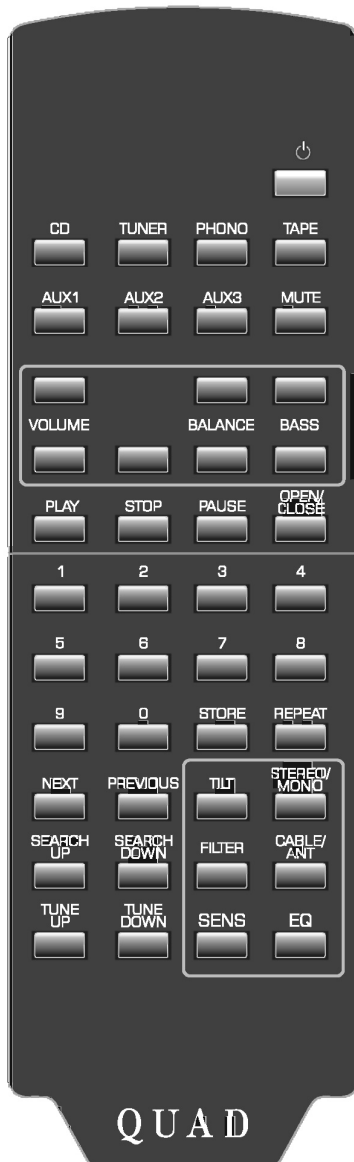 CD TUNER PHONO TAPE
AUX1 AUX2 AUX3 MUTE
VOLUME BALANCE BASS
PLAY STOP PAUSE OPEN/
CLOSE
1 2 3 4
5 6 7 8
9 0 STORE REPEAT
NEXT PREVIOUS TILT STEREO/
MONO
SEARCH
UP
SEARCH
DOWN
FILTER
CABLE/
ANT
TUNE
UP
TUNE
DOWN
SENS
EQ
QUAD